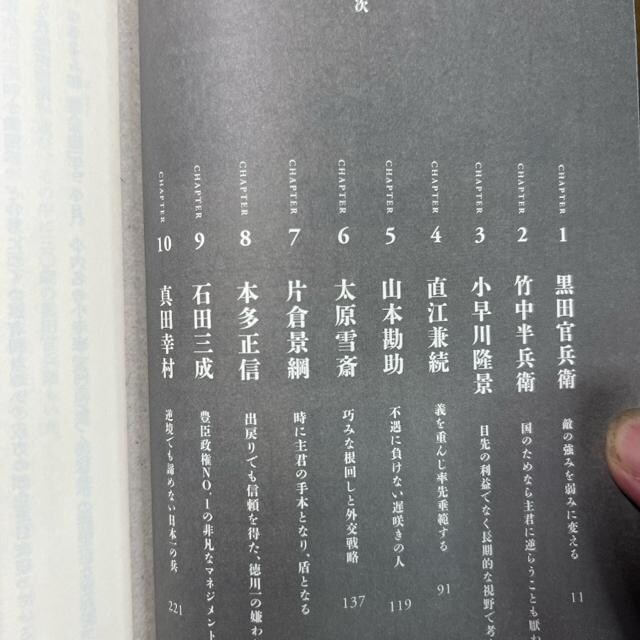 次
CHAPTER 1 黒田官兵衛 敵の強みを弱みに変える 11
CHAPTER 2 竹中半兵衛 国のためなら主君に逆らうことも厭
CHAPTER 3 小早川隆景 目先の利益でなく長期的な視野で考
CHAPTER 4 直江兼続 義を重んじ率先垂範する 91
CHAPTER 5 山本勘助 不遇に負けない遅咲きの人 119
CHAPTER 6 太原雪斎 巧みな根回しと外交戦略 137
CHAPTER 7 片倉景綱 時に主君の手本となり、盾となる
CHAPTER 8 本多正信 出戻りでも信頼を得た、徳川一の嫌わ
CHAPTER 9 石田三成 豊臣政権NO.1の非凡なマネジメント
CHAPTER 10 真田幸村 逆境でも諦めない日本一の兵 221